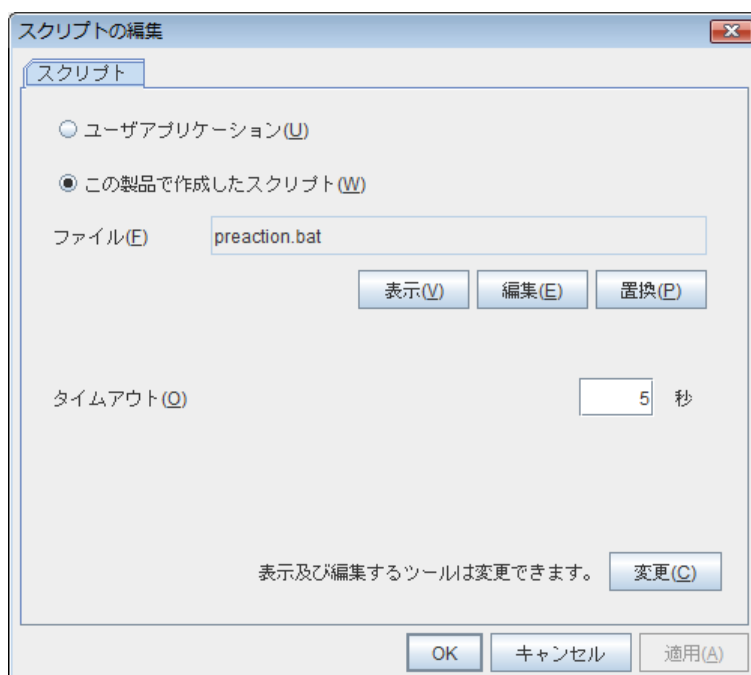 スクリプトの編集
スクリプト
ユーザアプリケーション(U)
この製品で作成したスクリプト(W)
ファイル(F) preaction.bat
表示(V) 編集(E) 置換(P)
タイムアウト(O) 5 秒
表示及び編集するツールは変更できます。 変更(C)
OK キャンセル 適用(A)